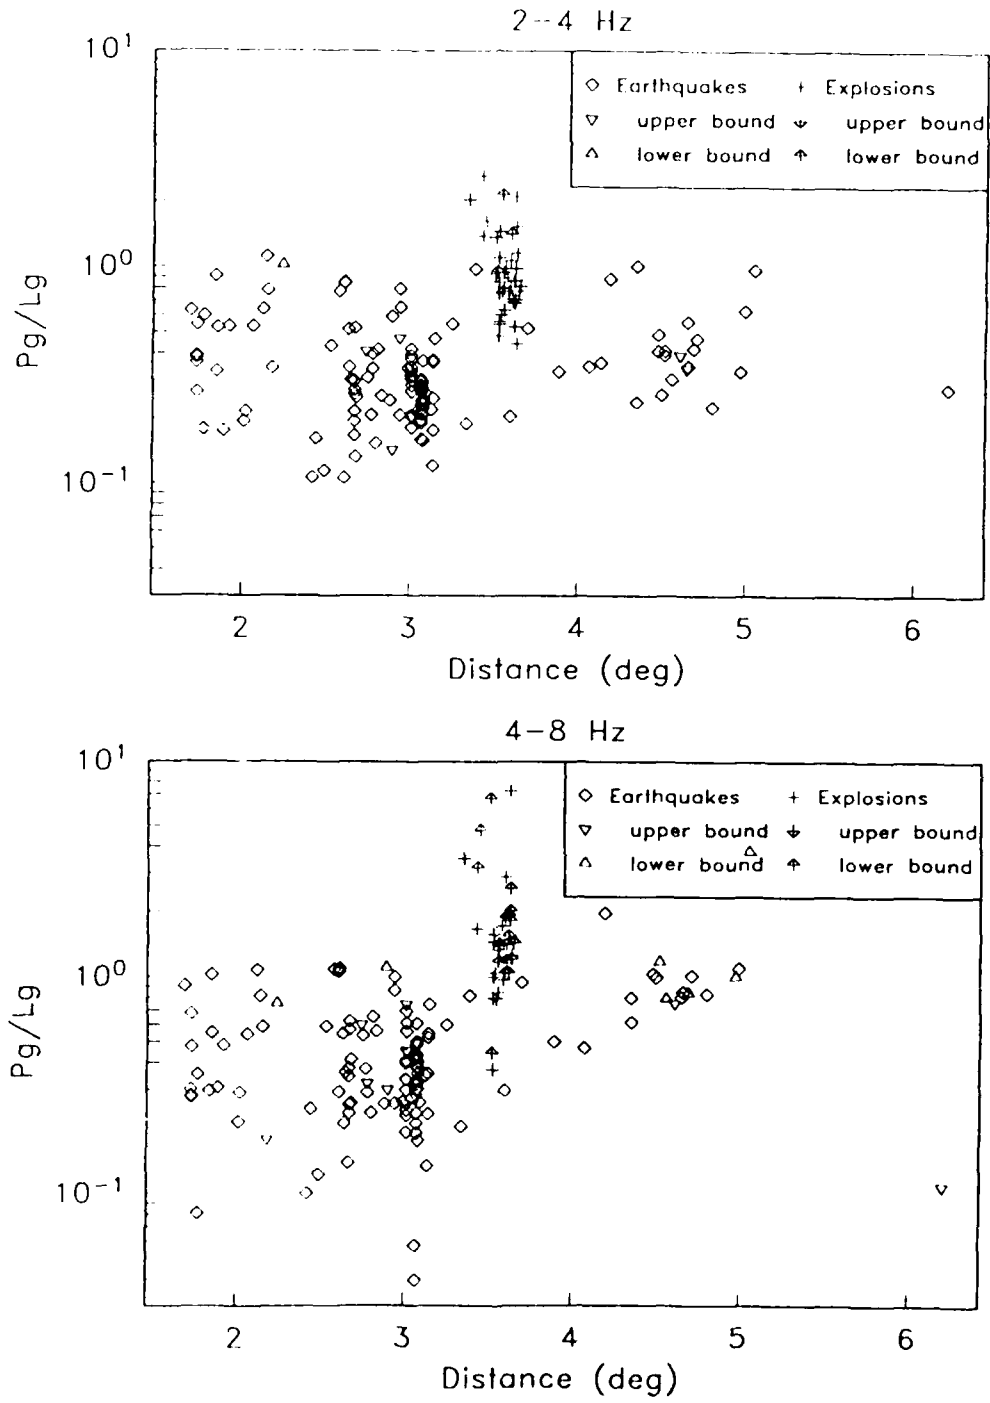 2-4 Hz
10^1
Earthquakes Explosions
upper bound upper bound
lower bound lower bound
10^0
Pg/Lg
10^-1
2 3 4 5 6
Distance (deg)
4-8 Hz
10^1
Earthquakes Explosions
upper bound upper bound
lower bound lower bound
10^0
Pg/Lg
10^-1
2 3 4 5 6
Distance (deg)